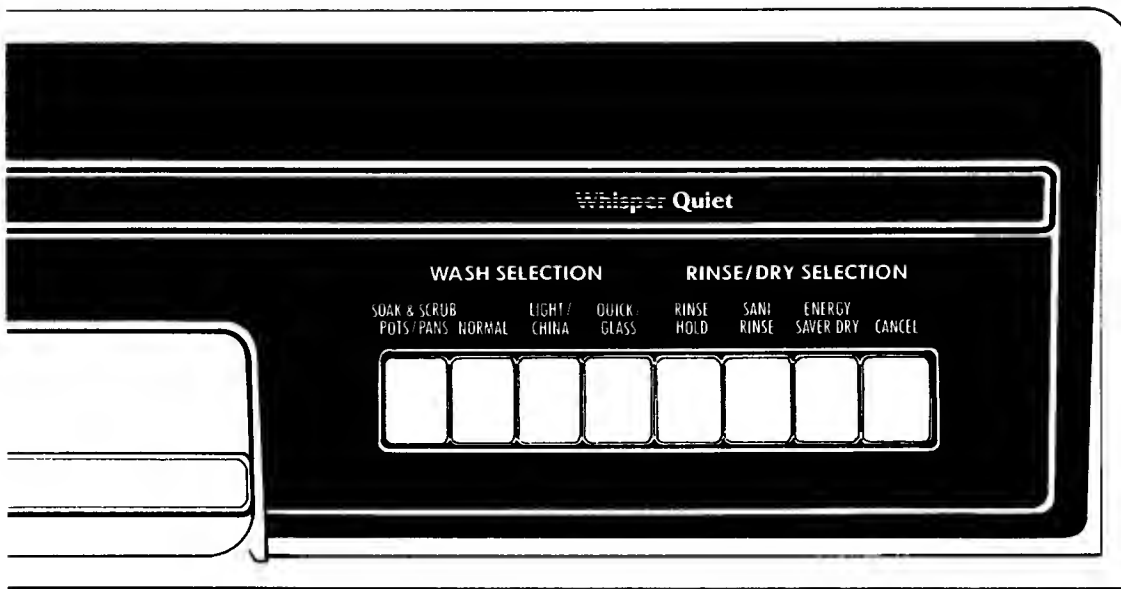 Whisper Quiet
WASH SELECTION RINSE/DRY SELECTION
SOAK & SCRUB LIGHT/ QUICK/ RINSE SANI ENERGY
POTS/PANS NORMAL CHINA GLASS HOLD RINSE SAVER DRY CANCEL